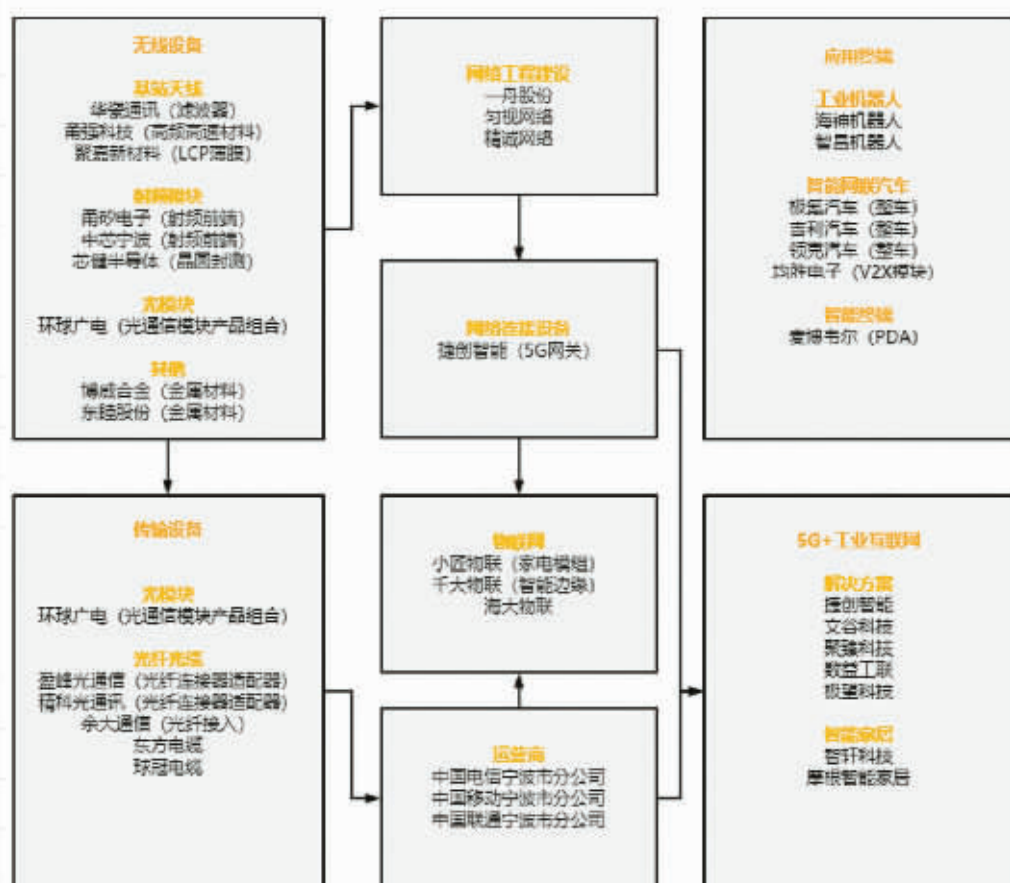 无线设备
基站天线
华瓷通讯（滤波器）
甬强科技（高频高速材料）
聚嘉新材料（LCP薄膜）
射频模块
甬矽电子（射频前端）
中芯宁波（射频前端）
芯健半导体（晶圆封测）
光模块
环球广电（光通信模块产品组合）
其他
博威合金（金属材料）
东睦股份（金属材料）
网络工程建设
一舟股份
匀视网络
精诚网络
应用终端
工业机器人
海神机器人
智昌机器人
智能网联汽车
极氪汽车（整车）
吉利汽车（整车）
领克汽车（整车）
均胜电子（V2X模块）
智能终端
麦博韦尔（PDA）
网络连接设备
捷创智能（5G网关）
传输设备
光模块
环球广电（光通信模块产品组合）
光纤光缆
盈峰光通信（光纤连接器适配器）
精科光通讯（光纤连接器适配器）
余大通信（光纤接入）
东方电缆
球冠电缆
物联网
小匠物联（家电模组）
千大物联（智能边缘）
海大物联
运营商
中国电信宁波市分公司
中国移动宁波市分公司
中国联通宁波市分公司
5G+工业互联网
解决方案
捷创智能
文谷科技
聚臻科技
数益工联
极望科技
智能家居
智轩科技
摩根智能家居